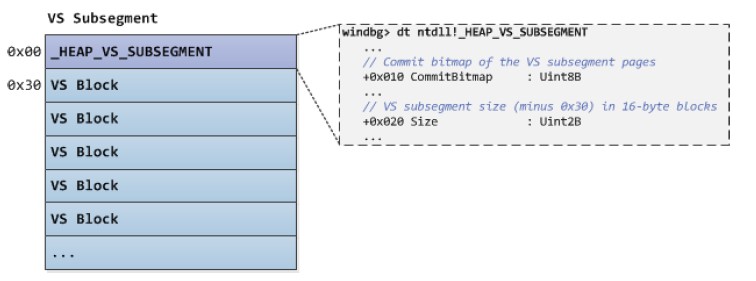 VS Subsegment
0x00 _HEAP_VS_SUBSEGMENT
0x30 VS Block
VS Block
VS Block
VS Block
VS Block
...
windbg> dt ntdll!_HEAP_VS_SUBSEGMENT
...
// Commit bitmap of the VS subsegment pages
+0x010 CommitBitmap : Uint8B
...
// VS subsegment size (minus 0x30) in 16-byte blocks
+0x020 Size : Uint2B
...